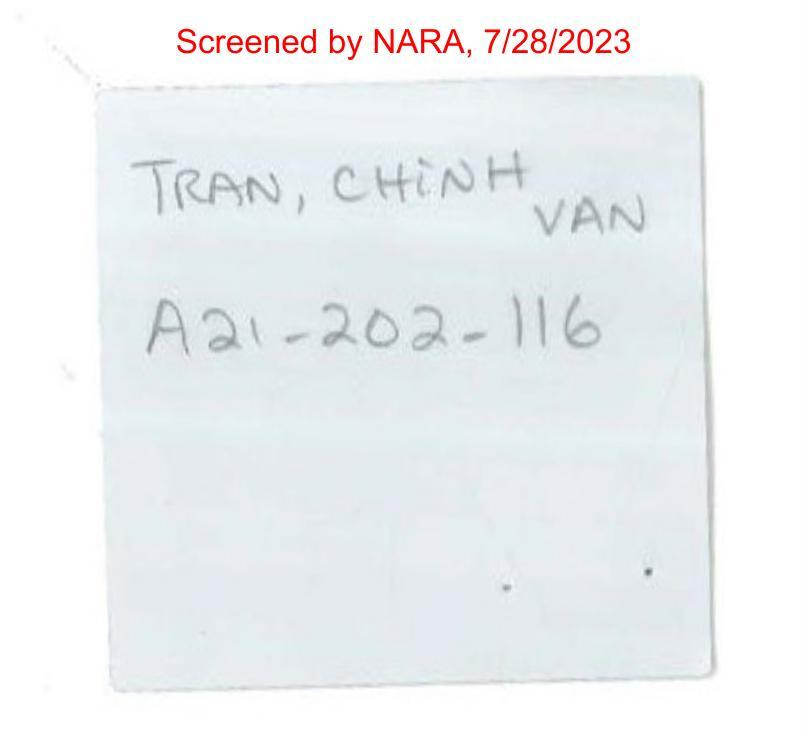 Screened by NARA, 7/28/2023
TRAN, CHiNH
VAN
A21-202-116